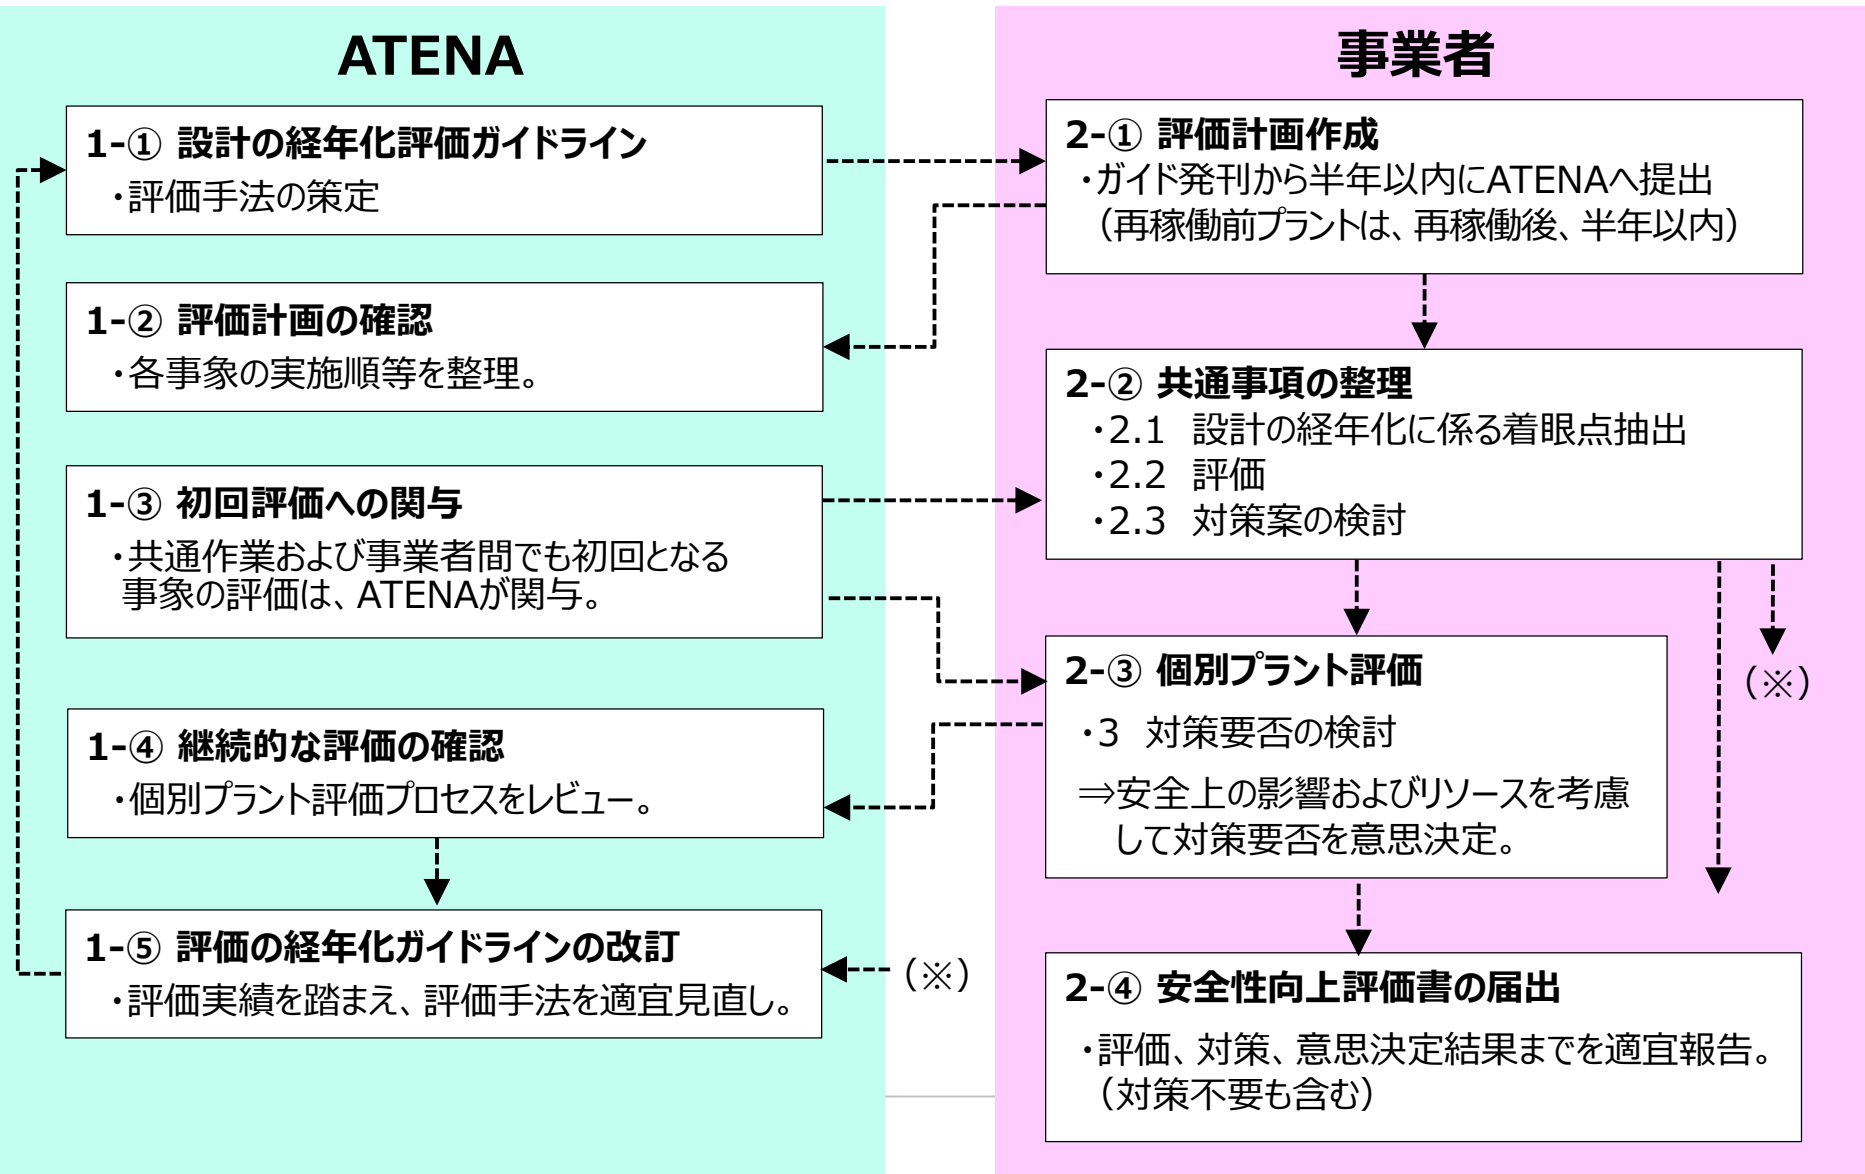 ATENA
1-① 設計の経年化評価ガイドライン
・評価手法の策定
1-② 評価計画の確認
・各事象の実施順等を整理。
1-③ 初回評価への関与
・共通作業および事業者間でも初回となる
事象の評価は、ATENAが関与。
1-④ 継続的な評価の確認
・個別プラント評価プロセスをレビュー。
1-⑤ 評価の経年化ガイドラインの改訂
・評価実績を踏まえ、評価手法を適宜見直し。
（※）
事業者
2-① 評価計画作成
・ガイド発刊から半年以内にATENAへ提出
（再稼働前プラントは、再稼働後、半年以内）
2-② 共通事項の整理
・2.1　設計の経年化に係る着眼点抽出
・2.2　評価
・2.3　対策案の検討
（※）
2-③ 個別プラント評価
・3　対策要否の検討
⇒安全上の影響およびリソースを考慮
して対策要否を意思決定。
2-④ 安全性向上評価書の届出
・評価、対策、意思決定結果までを適宜報告。
（対策不要も含む）